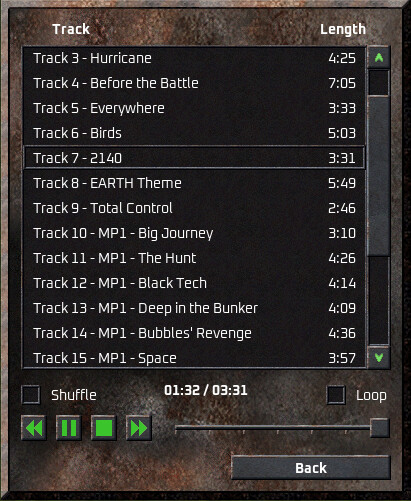 Track Length
Track 3 - Hurricane 4:25
Track 4 - Before the Battle 7:05
Track 5 - Everywhere 3:33
Track 6 - Birds 5:03
Track 7 - 2140 3:31
Track 8 - EARTH Theme 5:49
Track 9 - Total Control 2:46
Track 10 - MP1 - Big Journey 3:10
Track 11 - MP1 - The Hunt 4:26
Track 12 - MP1 - Black Tech 4:14
Track 13 - MP1 - Deep in the Bunker 4:09
Track 14 - MP1 - Bubbles' Revenge 4:36
Track 15 - MP1 - Space 3:57
Shuffle 01:32 / 03:31 Loop
Back